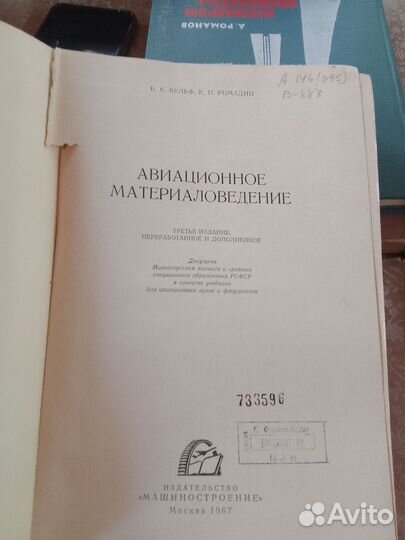 А. РОМАНОВ
А 146(045)
В-887
Б. К. ВУЛЬФ, К. П. РОМАДИН
АВИАЦИОННОЕ
МАТЕРИАЛОВЕДЕНИЕ
ТРЕТЬЕ ИЗДАНИЕ,
ПЕРЕРАБОТАННОЕ И ДОПОЛНЕННОЕ
Допущено
Министерством высшего и среднего
специального образования РСФСР
в качестве учебника
для авиационных вузов и факультетов
733596
ИЗДАТЕЛЬСТВО
«МАШИНОСТРОЕНИЕ»
Москва 1967
Avito